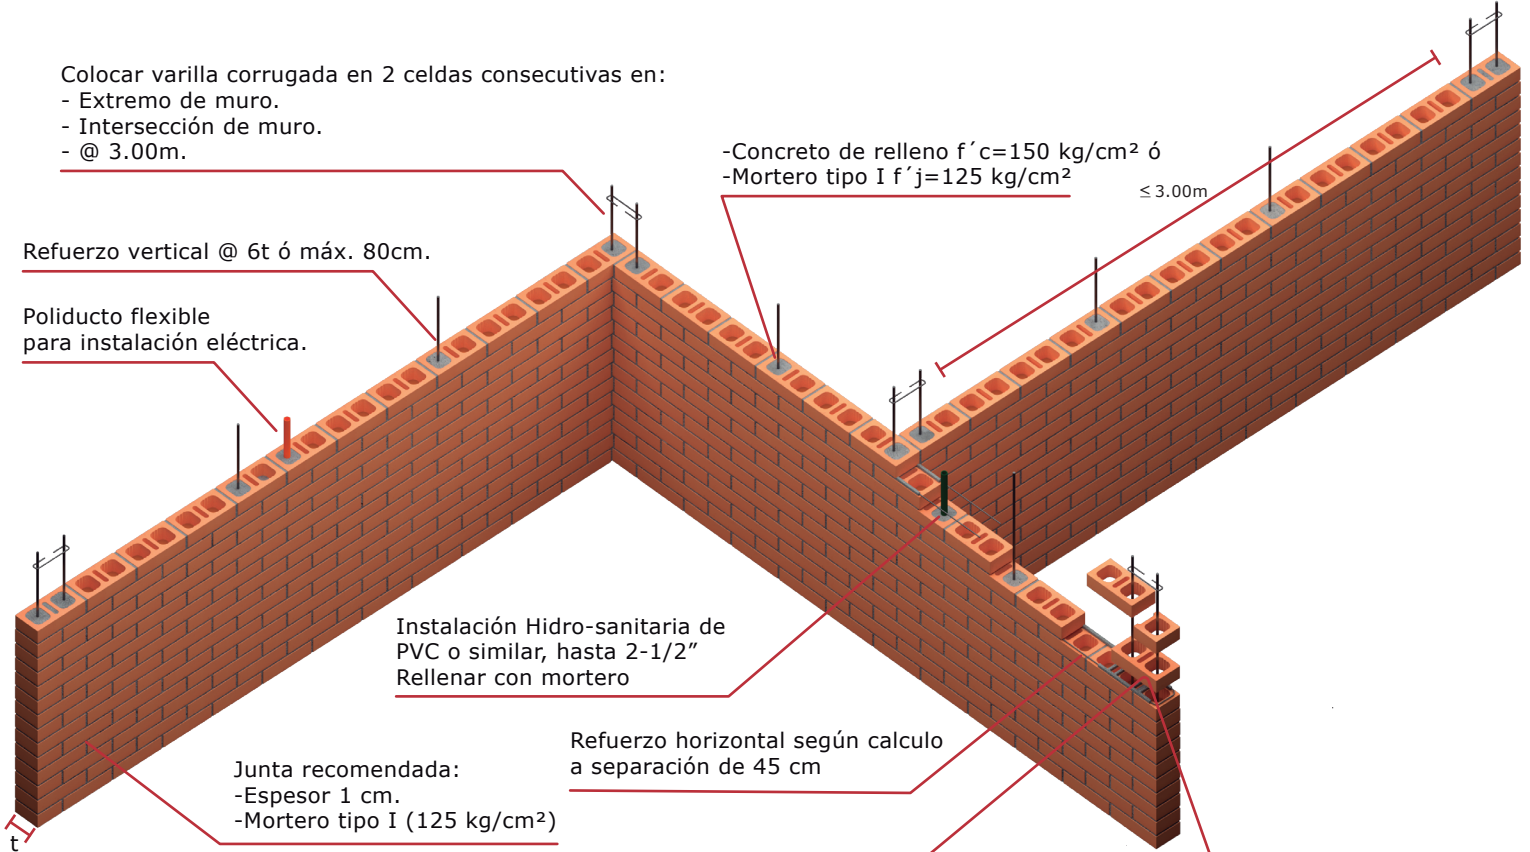 Colocar varilla corrugada en 2 celdas consecutivas en:
- Extremo de muro.
- Intersección de muro.
- @ 3.00m.
-Concreto de relleno f´c=150 kg/cm² ó
-Mortero tipo I f´j=125 kg/cm²
≤ 3.00m
Refuerzo vertical @ 6t ó máx. 80cm.
Poliducto flexible
para instalación eléctrica.
Instalación Hidro-sanitaria de
PVC o similar, hasta 2-1/2”
Rellenar con mortero
Refuerzo horizontal según calculo
a separación de 45 cm
Junta recomendada:
-Espesor 1 cm.
-Mortero tipo I (125 kg/cm²)
t